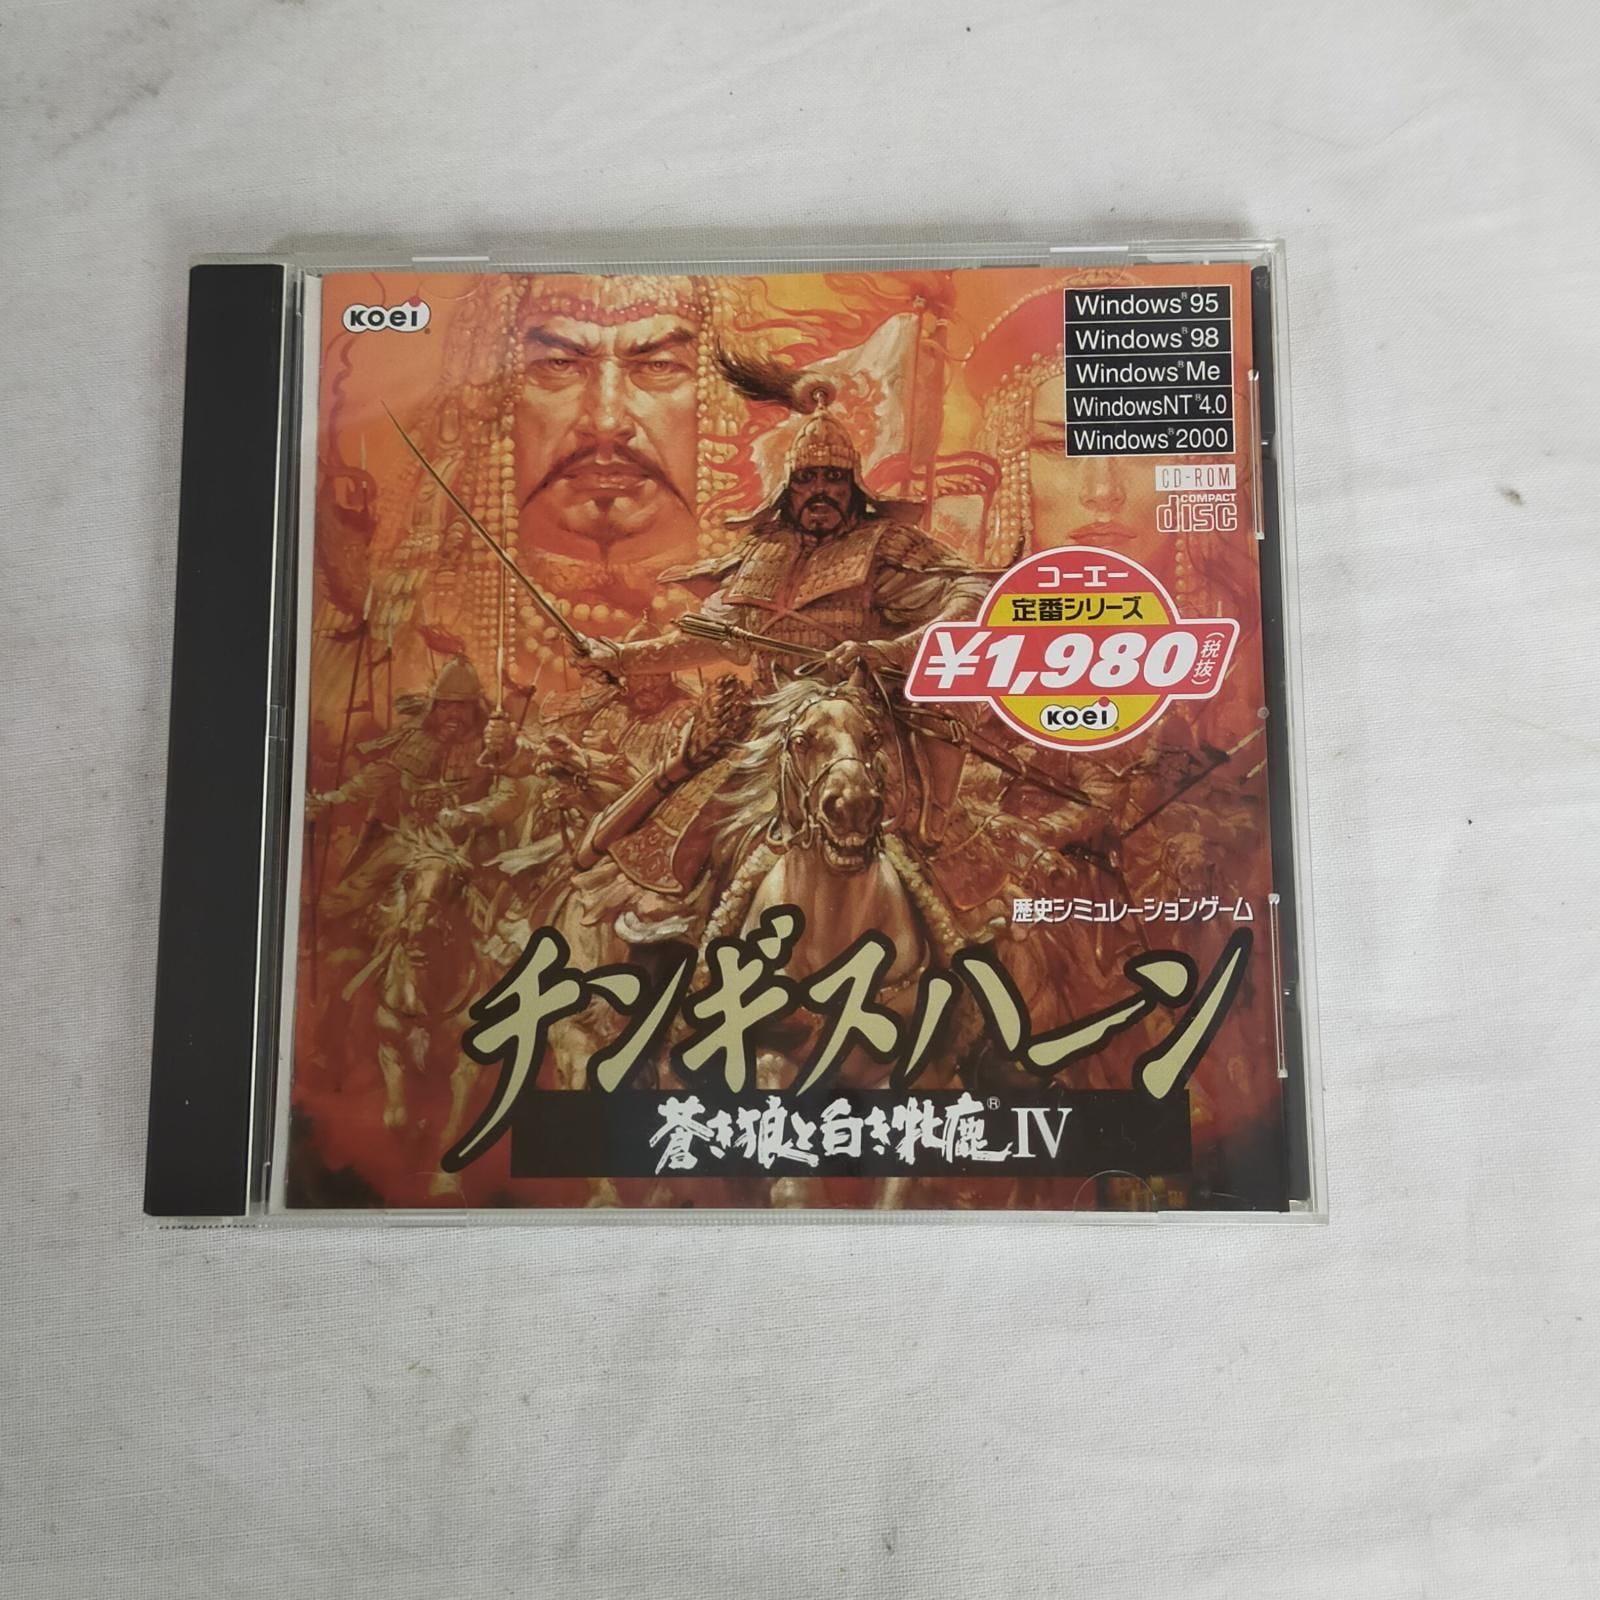 KOEI®
Windows®95
Windows®98
Windows®Me
WindowsNT®4.0
Windows®2000
CD-ROM
COMPACT
disc
コーエー
定番シリーズ
¥1,980(税抜)
KOEI®
歴史シミュレーションゲーム
チンギスハーン
蒼き狼と白き牝鹿®IV